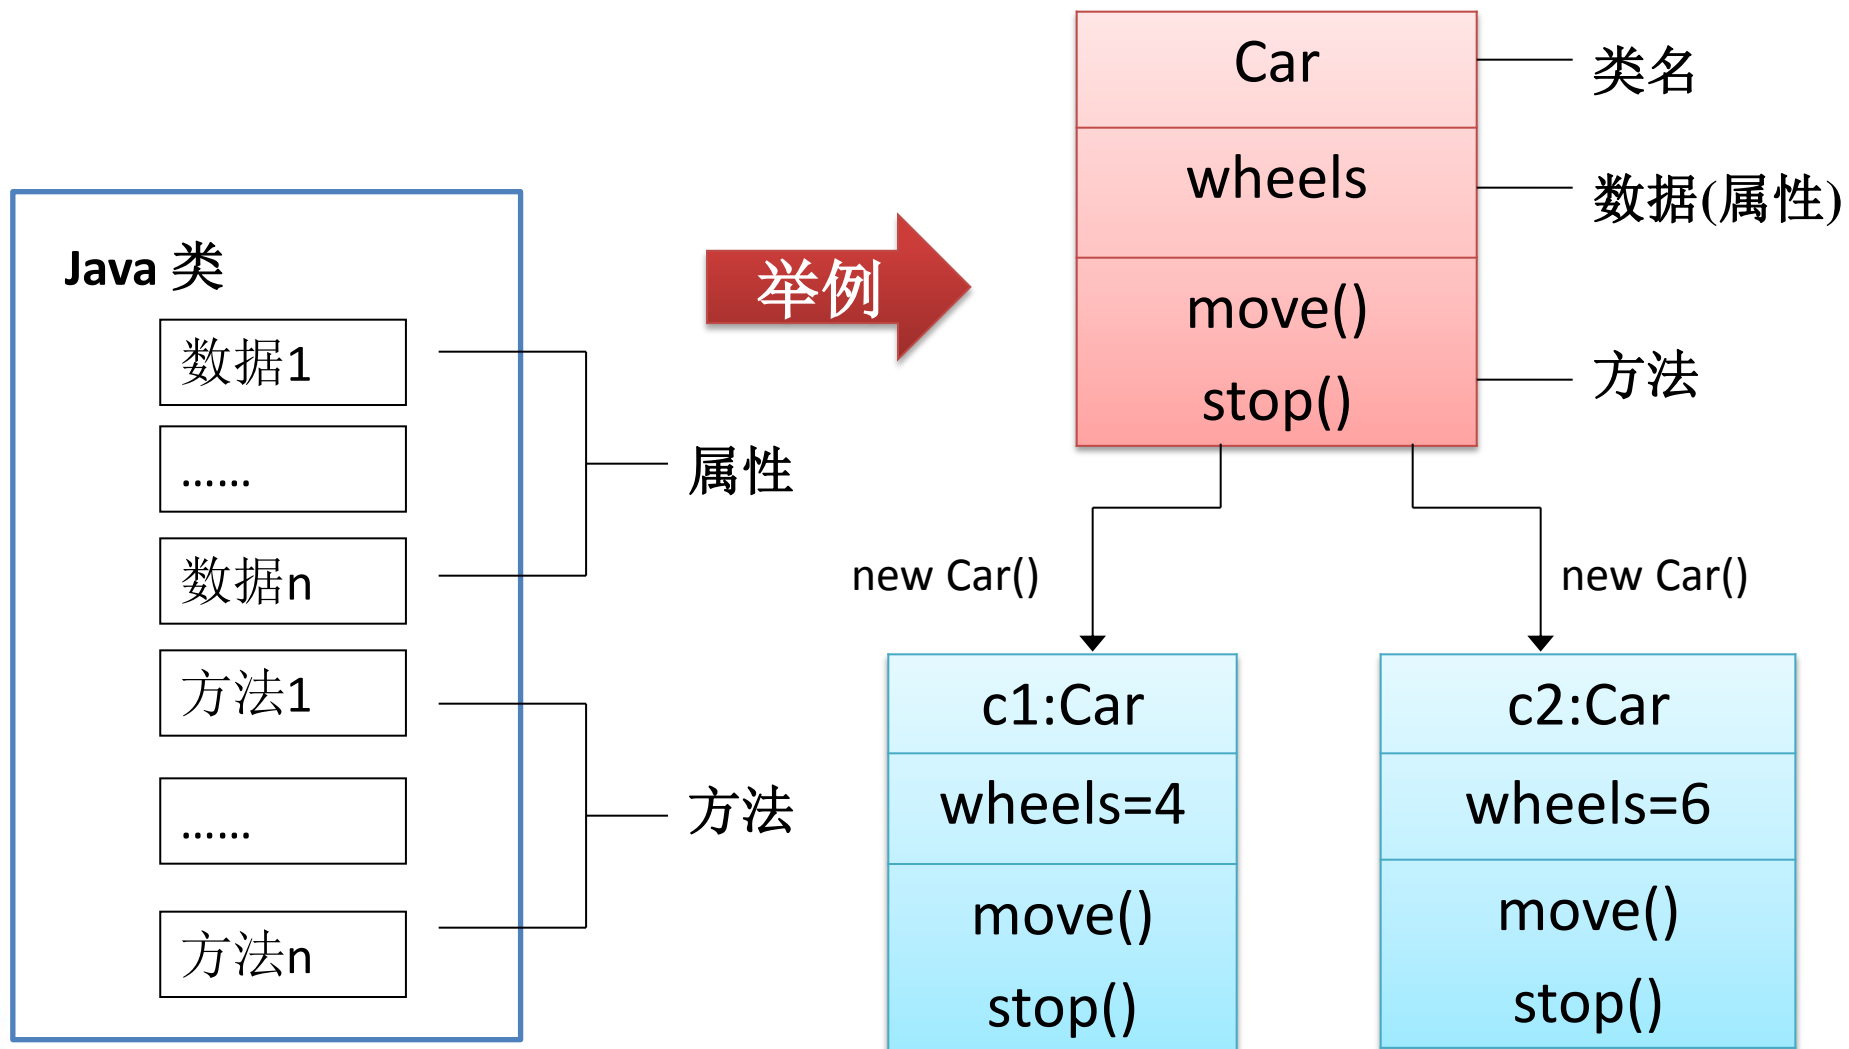 Java 类
数据1
……
数据n
方法1
……
方法n
属性
方法
举例
Car
wheels
move()
stop()
类名
数据(属性)
方法
new Car()
new Car()
c1:Car
wheels=4
move()
stop()
c2:Car
wheels=6
move()
stop()